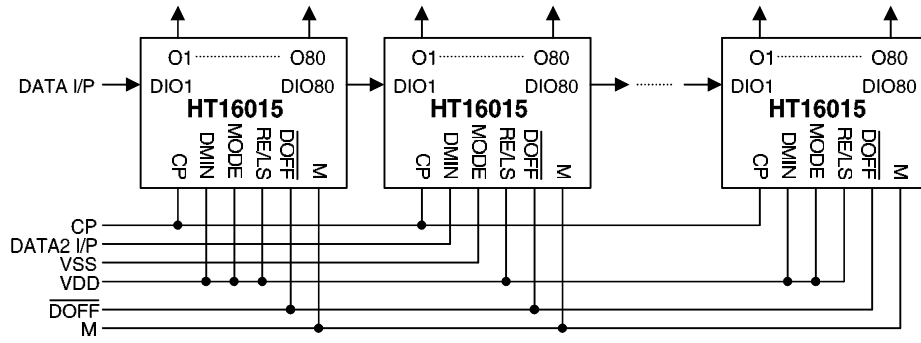 O1 O80 O1 O80 O1 O80
DATA I/P DIO1 DIO80 DIO1 DIO80 DIO1 DIO80
HT16015 HT16015 HT16015
CP DMIN MODE RE/LS DOFF M CP DMIN MODE RE/LS DOFF M CP DMIN MODE RE/LS DOFF M
CP
DATA2 I/P
VSS
VDD
DOFF
M